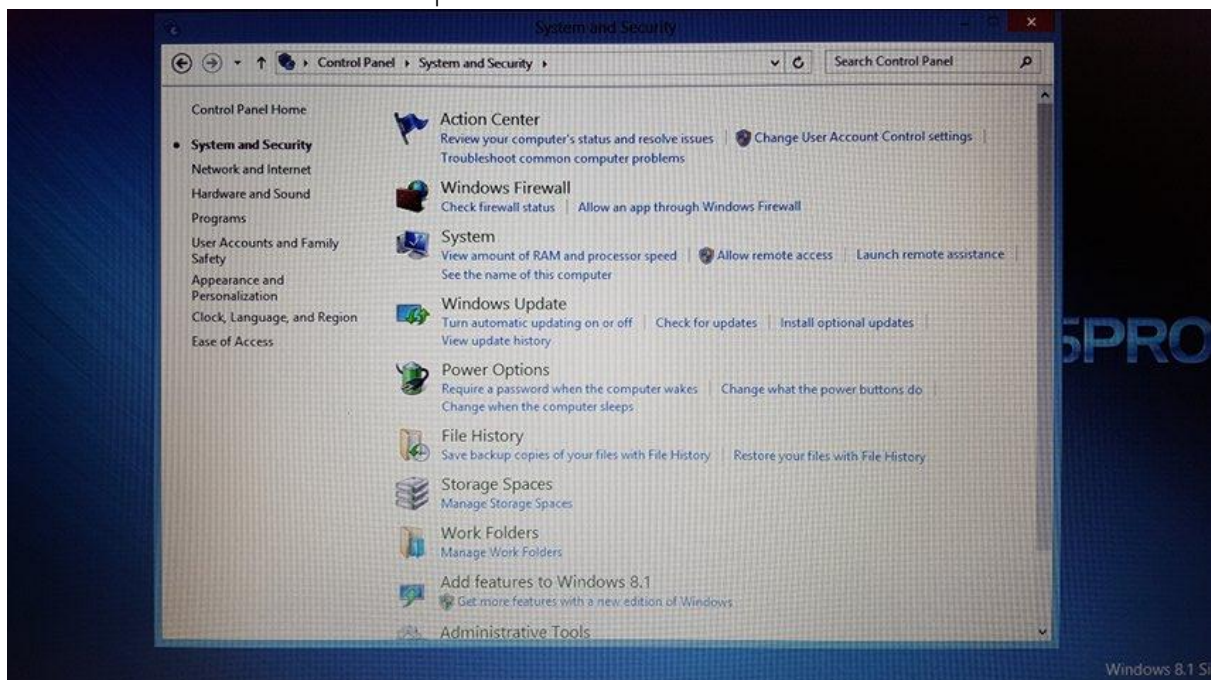 System and Security
Control Panel
System and Security
Search Control Panel
Control Panel Home
System and Security
Network and Internet
Hardware and Sound
Programs
User Accounts and Family
Safety
Appearance and
Personalization
Clock, Language, and Region
Ease of Access
Action Center
Review your computer's status and resolve issues
Change User Account Control settings
Troubleshoot common computer problems
Windows Firewall
Check firewall status
Allow an app through Windows Firewall
System
View amount of RAM and processor speed
Allow remote access
Launch remote assistance
See the name of this computer
Windows Update
Turn automatic updating on or off
Check for updates
Install optional updates
View update history
Power Options
Require a password when the computer wakes
Change what the power buttons do
Change when the computer sleeps
File History
Save backup copies of your files with File History
Restore your files with File History
Storage Spaces
Manage Storage Spaces
Work Folders
Manage Work Folders
Add features to Windows 8.1
Get more features with a new edition of Windows
Administrative Tools
PRO
Windows 8.1